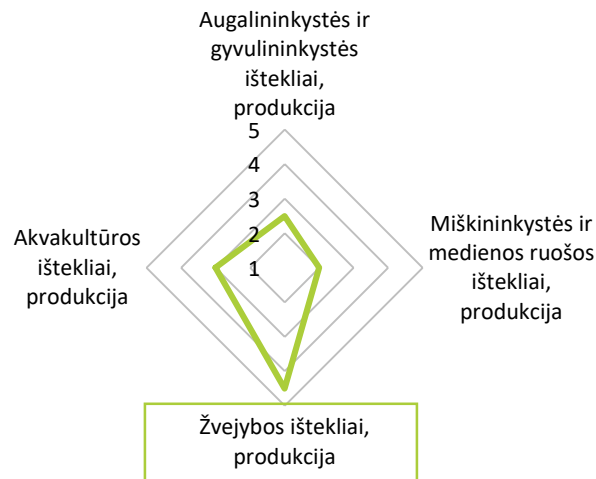 Augalininkystės ir
gyvulininkystės
ištekliai,
produkcija
5
4
3
2
1
Miškininkystės ir
medienos ruošos
ištekliai,
produkcija
Akvakultūros
ištekliai,
produkcija
Žvejybos ištekliai,
produkcija